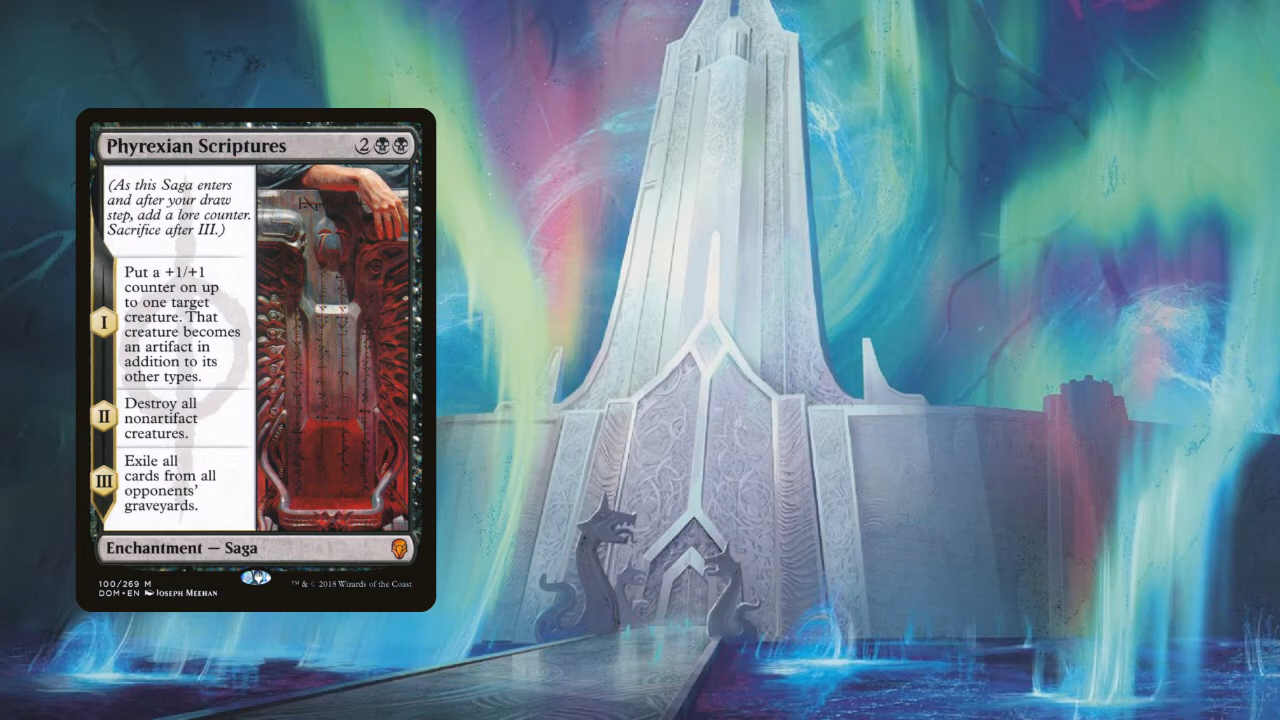 Phyrexian Scriptures 2
(As this Saga enters
and after your draw
step, add a lore counter.
Sacrifice after III.)
I
Put a +1/+1
counter on up
to one target
creature. That
creature becomes
an artifact in
addition to its
other types.
II
Destroy all
nonartifact
creatures.
III
Exile all
cards from all
opponents’
graveyards.
Enchantment — Saga
100/269 M
DOM • EN Joseph Meehan
™ & © 2018 Wizards of the Coast